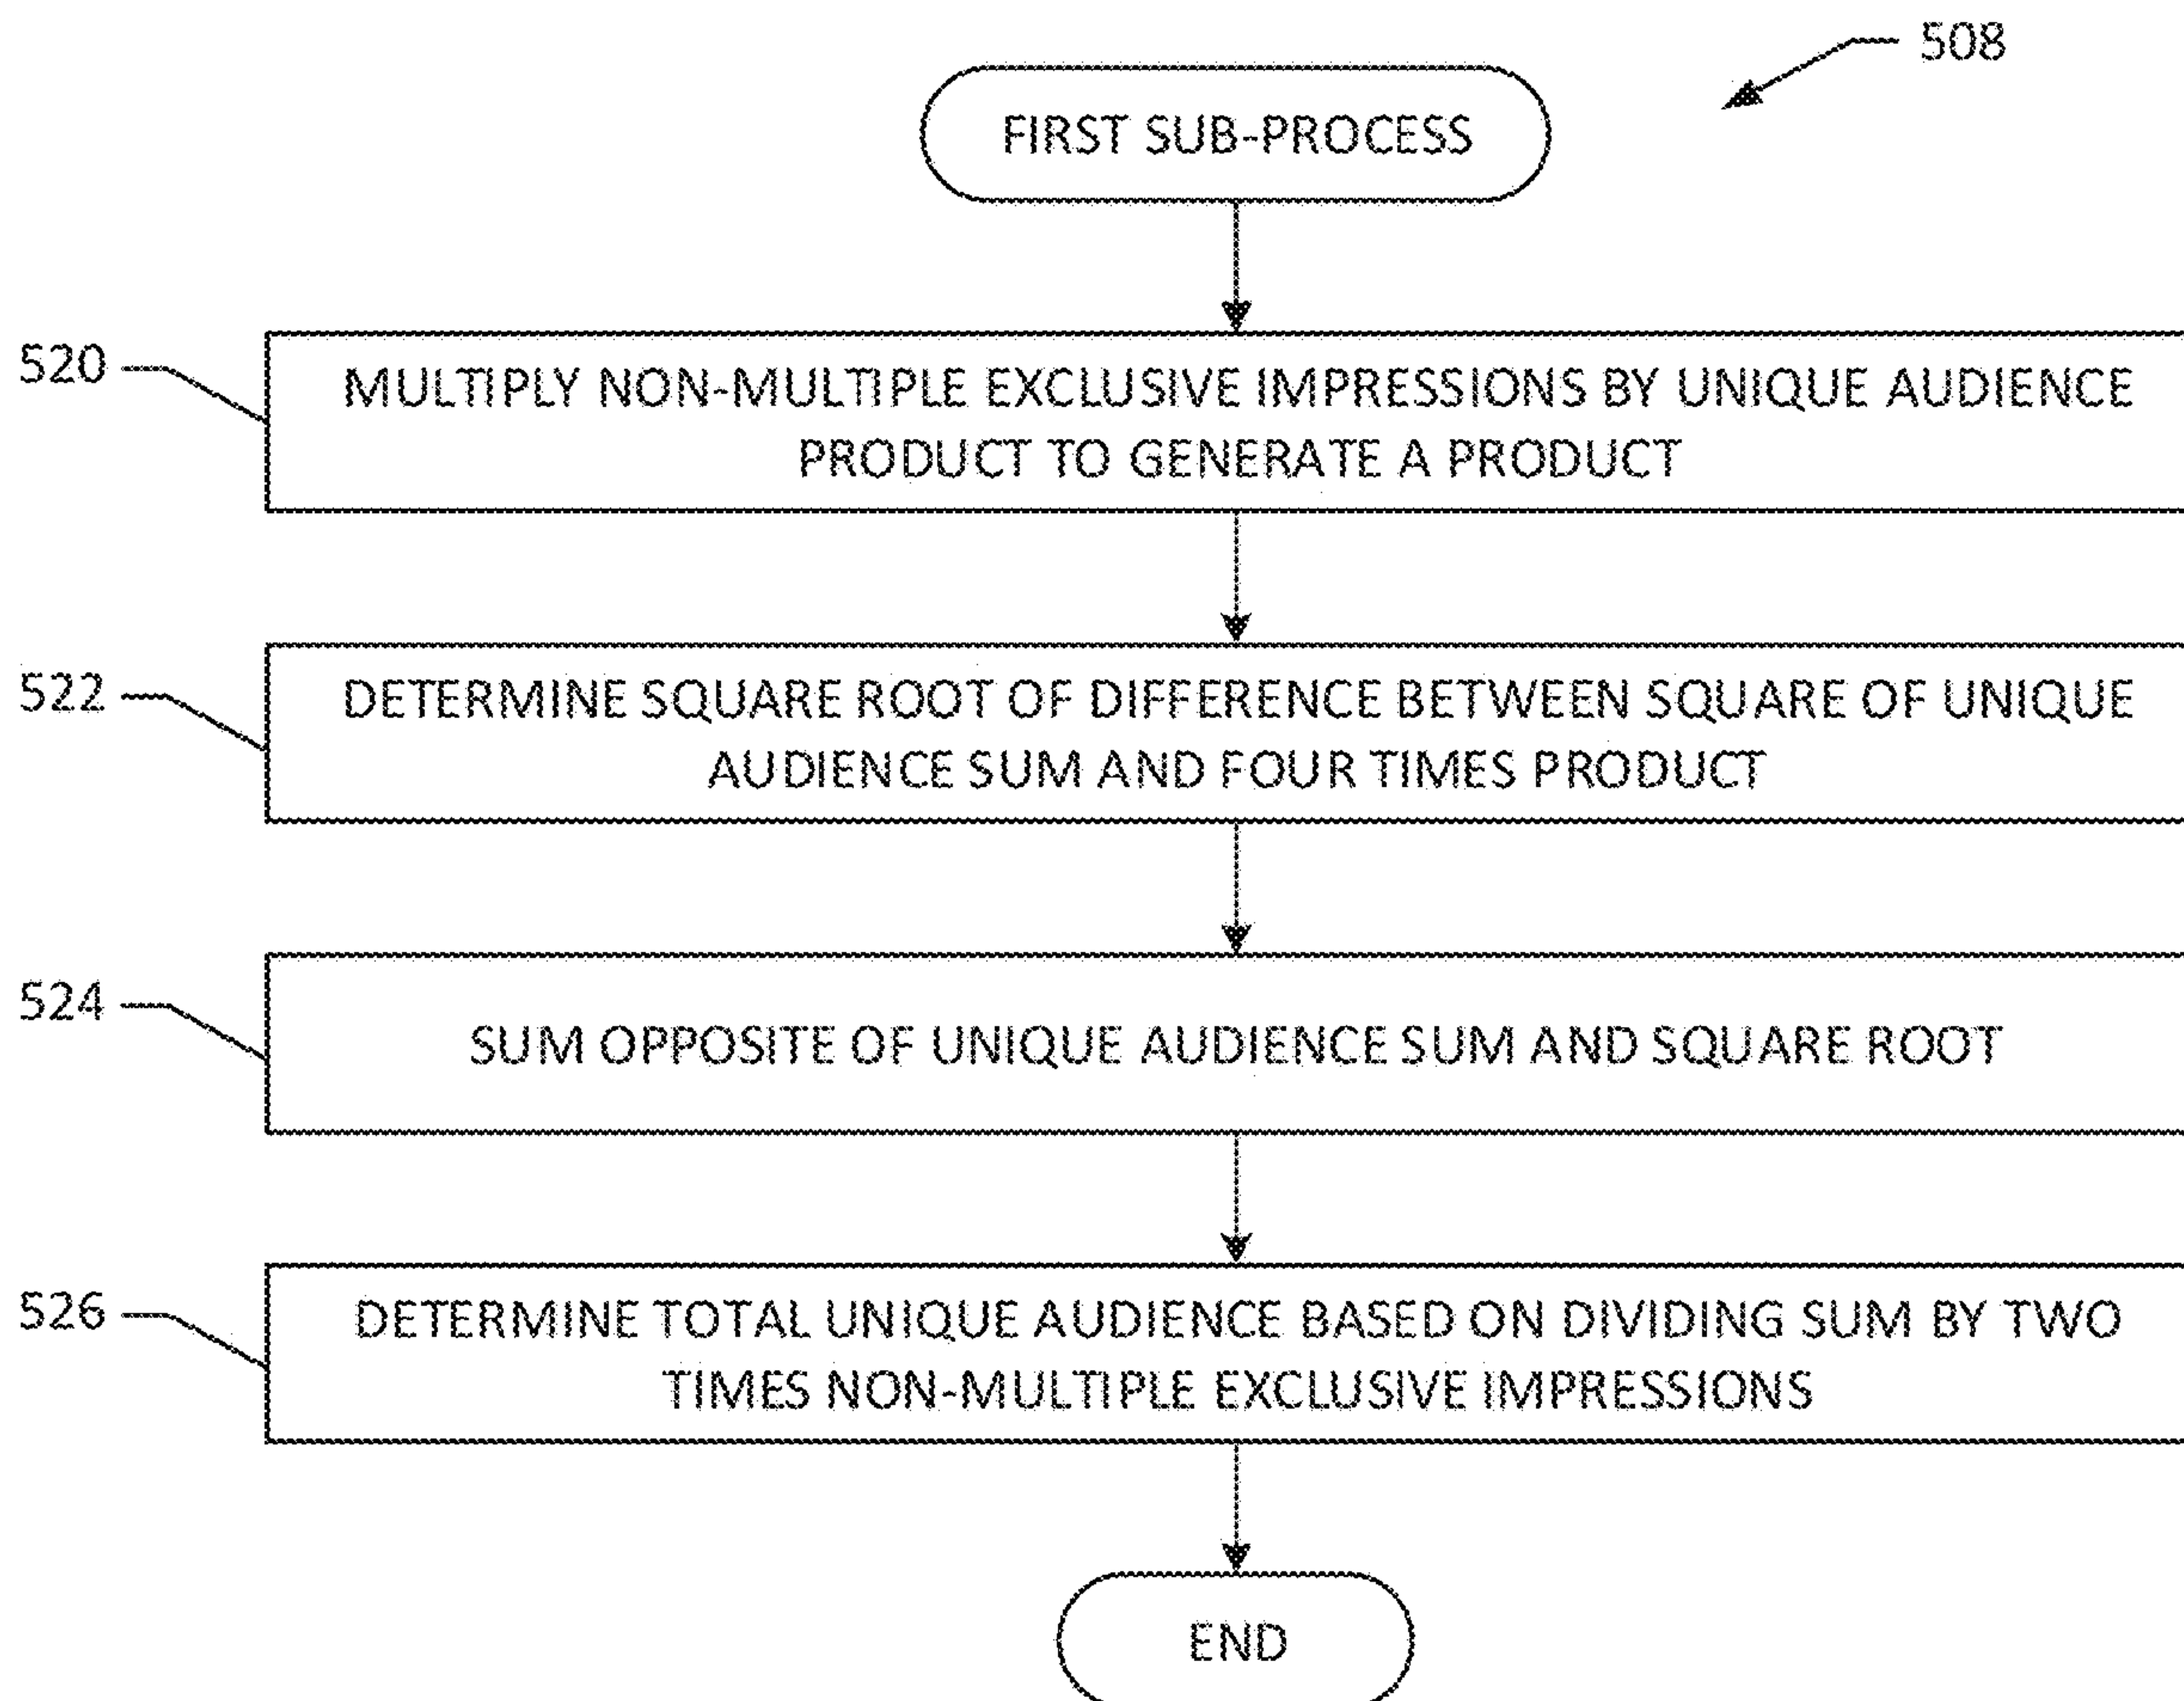 508
FIRST SUB-PROCESS
520
MULTIPLY NON-MULTIPLE EXCLUSIVE IMPRESSIONS BY UNIQUE AUDIENCE
PRODUCT TO GENERATE A PRODUCT
522
DETERMINE SQUARE ROOT OF DIFFERENCE BETWEEN SQUARE OF UNIQUE
AUDIENCE SUM AND FOUR TIMES PRODUCT
524
SUM OPPOSITE OF UNIQUE AUDIENCE SUM AND SQUARE ROOT
526
DETERMINE TOTAL UNIQUE AUDIENCE BASED ON DIVIDING SUM BY TWO
TIMES NON-MULTIPLE EXCLUSIVE IMPRESSIONS
END